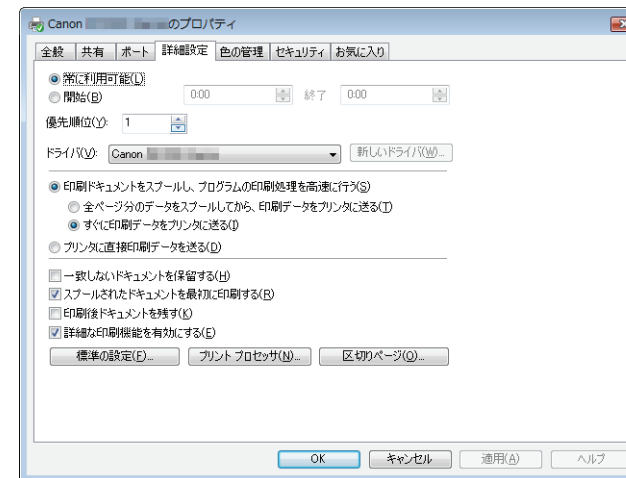 Canon のプロパティ
全般 共有 ポート 詳細設定 色の管理 セキュリティ お気に入り
常に利用可能(L)
開始(B) 0:00 終了 0:00
優先順位(Y): 1
ドライバ(V): Canon 新しいドライバ(W)...
印刷ドキュメントをスプールし、プログラムの印刷処理を高速に行う(S)
全ページ分のデータをスプールしてから、印刷データをプリンタに送る(T)
すぐに印刷データをプリンタに送る(I)
プリンタに直接印刷データを送る(D)
一致しないドキュメントを保留する(H)
スプールされたドキュメントを最初に印刷する(R)
印刷後ドキュメントを残す(K)
詳細な印刷機能を有効にする(E)
標準の設定(F)... プリント プロセッサ(N)... 区切りページ(O)...
OK キャンセル 適用(A) ヘルプ